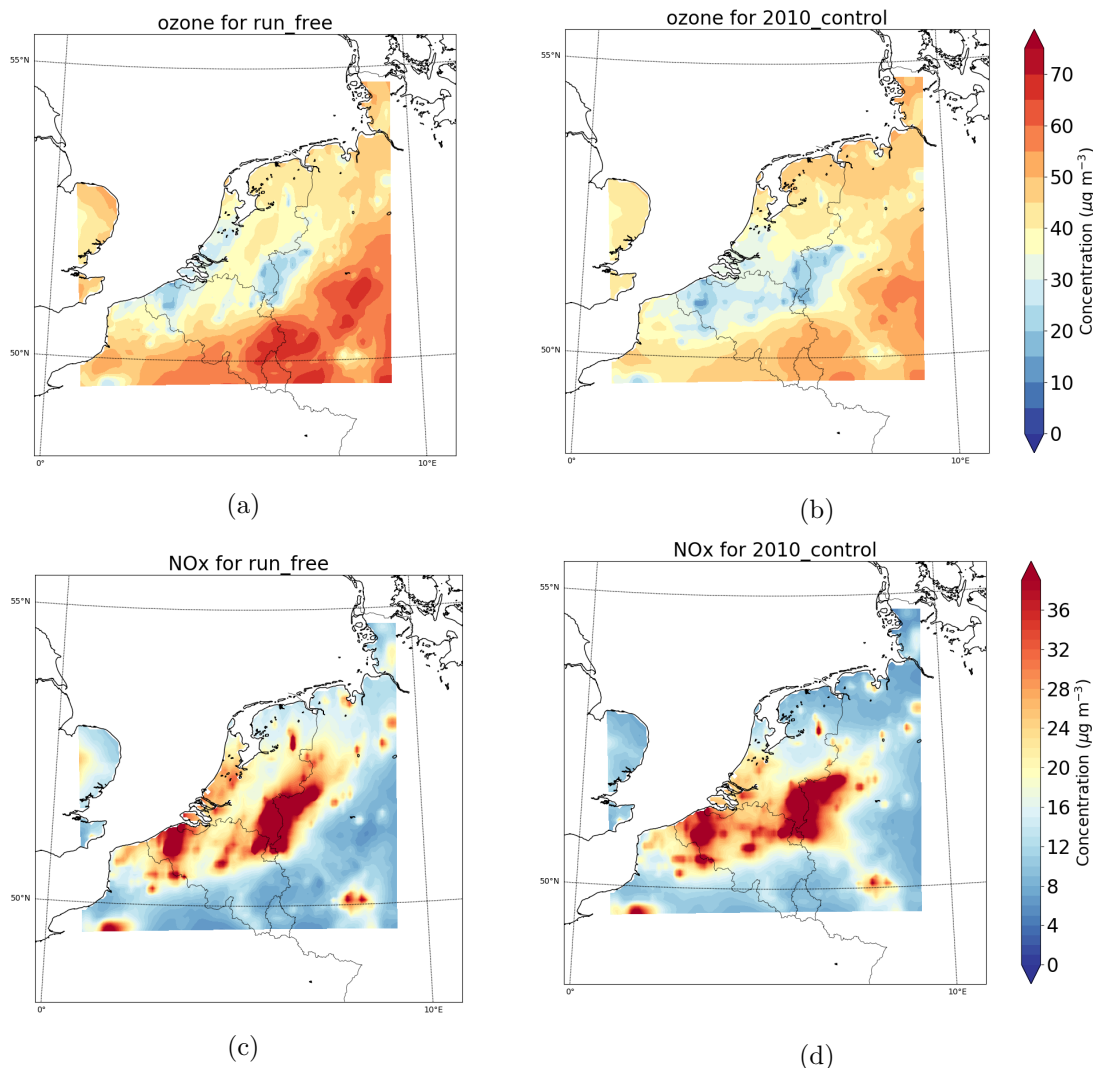 ozone for run_free
55°N
50°N
0°
10°E
(a)
ozone for 2010_control
55°N
50°N
0°
10°E
(b)
70
60
50
40
30
20
10
0
Concentration (μg m⁻³)
NOx for run_free
55°N
50°N
0°
10°E
(c)
NOx for 2010_control
55°N
50°N
0°
10°E
(d)
36
32
28
24
20
16
12
8
4
0
Concentration (μg m⁻³)